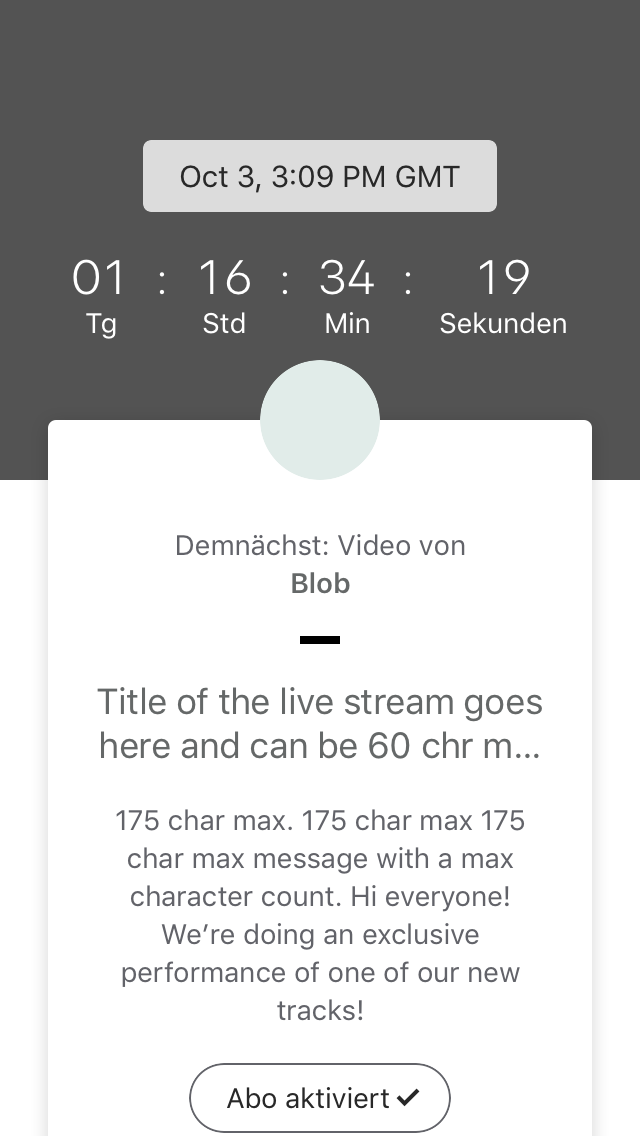 Oct 3, 3:09 PM GMT
01 : 16 : 34 : 19
Tg Std Min Sekunden
Demnächst: Video von
Blob
Title of the live stream goes
here and can be 60 chr m...
175 char max. 175 char max 175
char max message with a max
character count. Hi everyone!
We’re doing an exclusive
performance of one of our new
tracks!
Abo aktiviert ✔